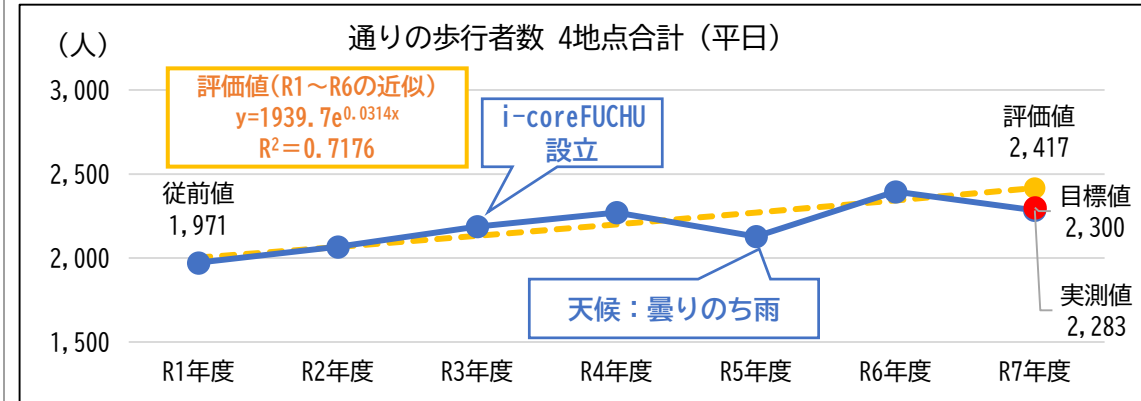 通りの歩行者数 4地点合計（平日）
（人）
3,000
2,500
2,000
1,500
評価値(R1～R6の近似)
y=1939.7e0.0314x
R2＝0.7176
i-coreFUCHU
設立
従前値
1,971
評価値
2,417
目標値
2,300
実測値
2,283
天候：曇りのち雨
R1年度 R2年度 R3年度 R4年度 R5年度 R6年度 R7年度